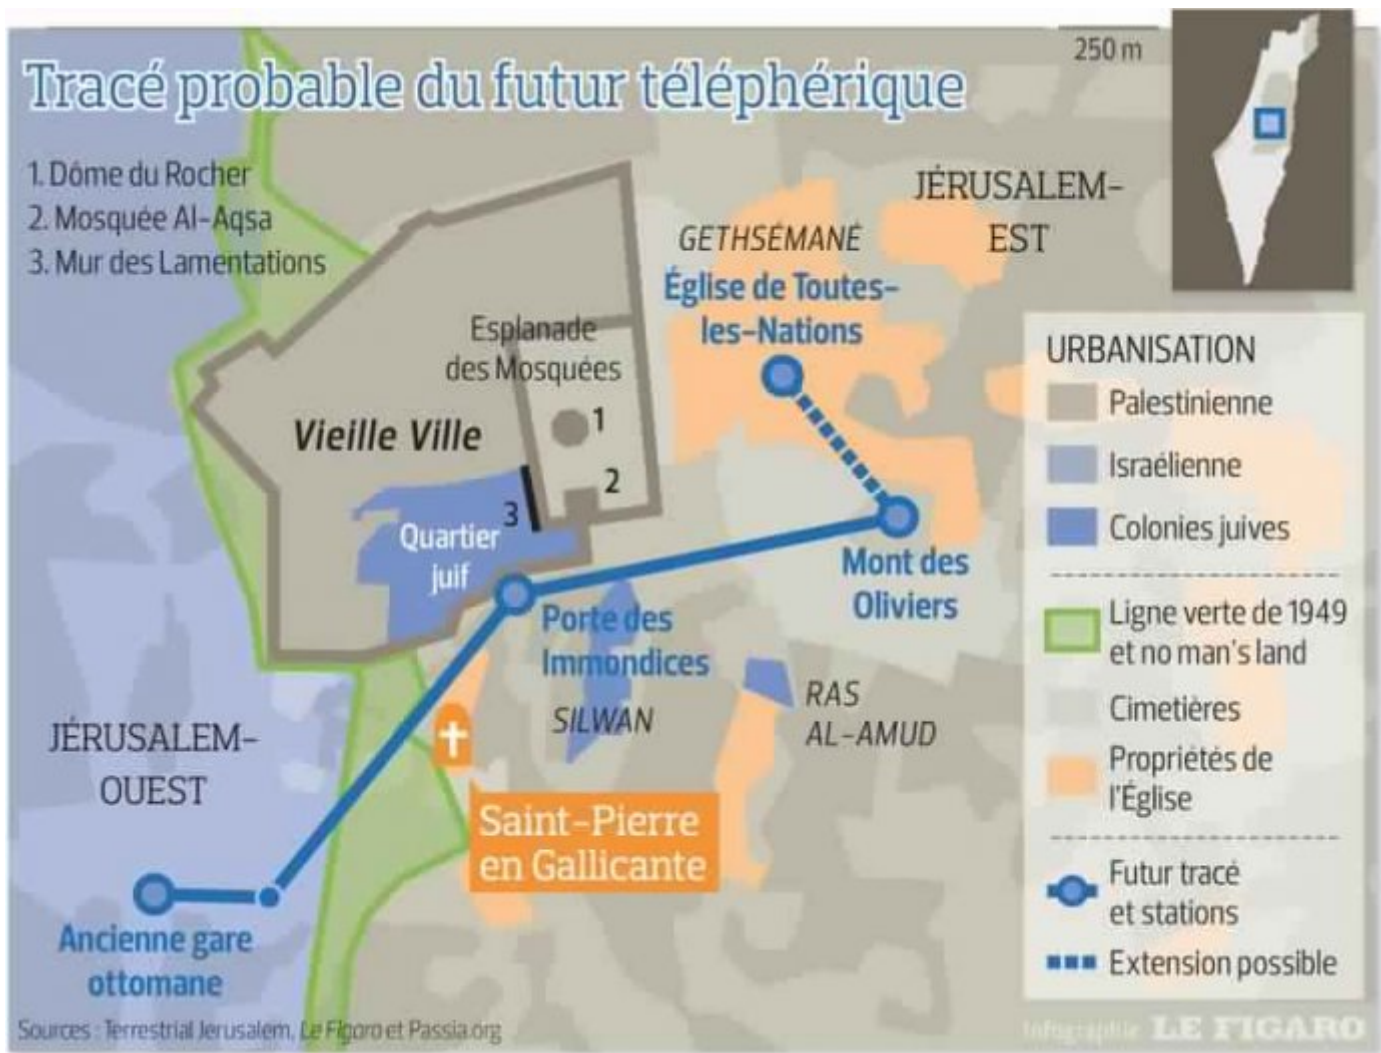 250 m
Tracé probable du futur téléphérique
1. Dôme du Rocher
2. Mosquée Al-Aqsa
3. Mur des Lamentations
JÉRUSALEM-
EST
GETHSÉMANÉ
Église de Toutes-
les-Nations
Esplanade
des Mosquées
1
Vieille Ville
2
3
Quartier
juif
Mont des
Oliviers
Porte des
Immondices
SILWAN
RAS
AL-AMUD
JÉRUSALEM-
OUEST
Saint-Pierre
en Gallicante
Ancienne gare
ottomane
URBANISATION
Palestinienne
Israélienne
Colonies juives
Ligne verte de 1949
et no man's land
Cimetières
Propriétés de
l'Église
Futur tracé
et stations
Extension possible
Sources : Terrestrial Jerusalem, Le Figaro et Passia.org
Infographie LE FIGARO